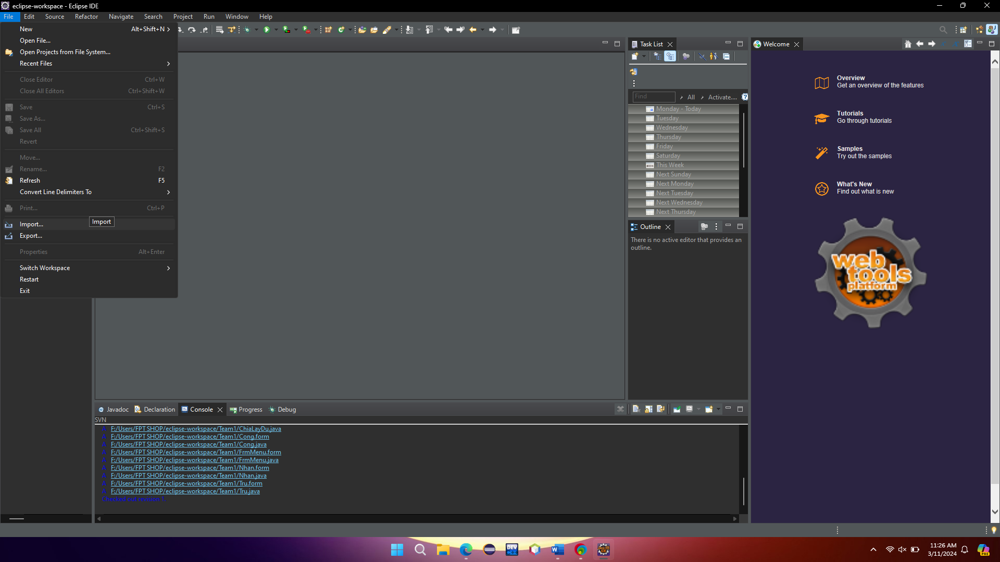 eclipse-workspace - Eclipse IDE
File Edit Source Refactor Navigate Search Project Run Window Help
New Alt+Shift+N
Open File...
Open Projects from File System...
Recent Files
Close Editor Ctrl+W
Close All Editors Ctrl+Shift+W
Save Ctrl+S
Save As...
Save All Ctrl+Shift+S
Revert
Move...
Rename... F2
Refresh F5
Convert Line Delimiters To
Print... Ctrl+P
Import...
Import
Export...
Properties Alt+Enter
Switch Workspace
Restart
Exit
Task List
Find All Activate....
Monday - Today
Tuesday
Wednesday
Thursday
Friday
Saturday
This Week
Next Sunday
Next Monday
Next Tuesday
Next Wednesday
Next Thursday
Outline
There is no active editor that provides an
outline.
Welcome
Overview
Get an overview of the features
Tutorials
Go through tutorials
Samples
Try out the samples
What's New
Find out what is new
web
tools
platform
Javadoc Declaration Console Progress Debug
SVN
A F:/Users/FPT SHOP/eclipse-workspace/Team1/ChiaLayDu.java
A F:/Users/FPT SHOP/eclipse-workspace/Team1/Cong.form
A F:/Users/FPT SHOP/eclipse-workspace/Team1/Cong.java
A F:/Users/FPT SHOP/eclipse-workspace/Team1/FrmMenu.form
A F:/Users/FPT SHOP/eclipse-workspace/Team1/FrmMenu.java
A F:/Users/FPT SHOP/eclipse-workspace/Team1/Nhan.form
A F:/Users/FPT SHOP/eclipse-workspace/Team1/Nhan.java
A F:/Users/FPT SHOP/eclipse-workspace/Team1/Tru.form
A F:/Users/FPT SHOP/eclipse-workspace/Team1/Tru.java
Checked out revision 1.
DEV
W
11:26 AM
3/11/2024
PRE